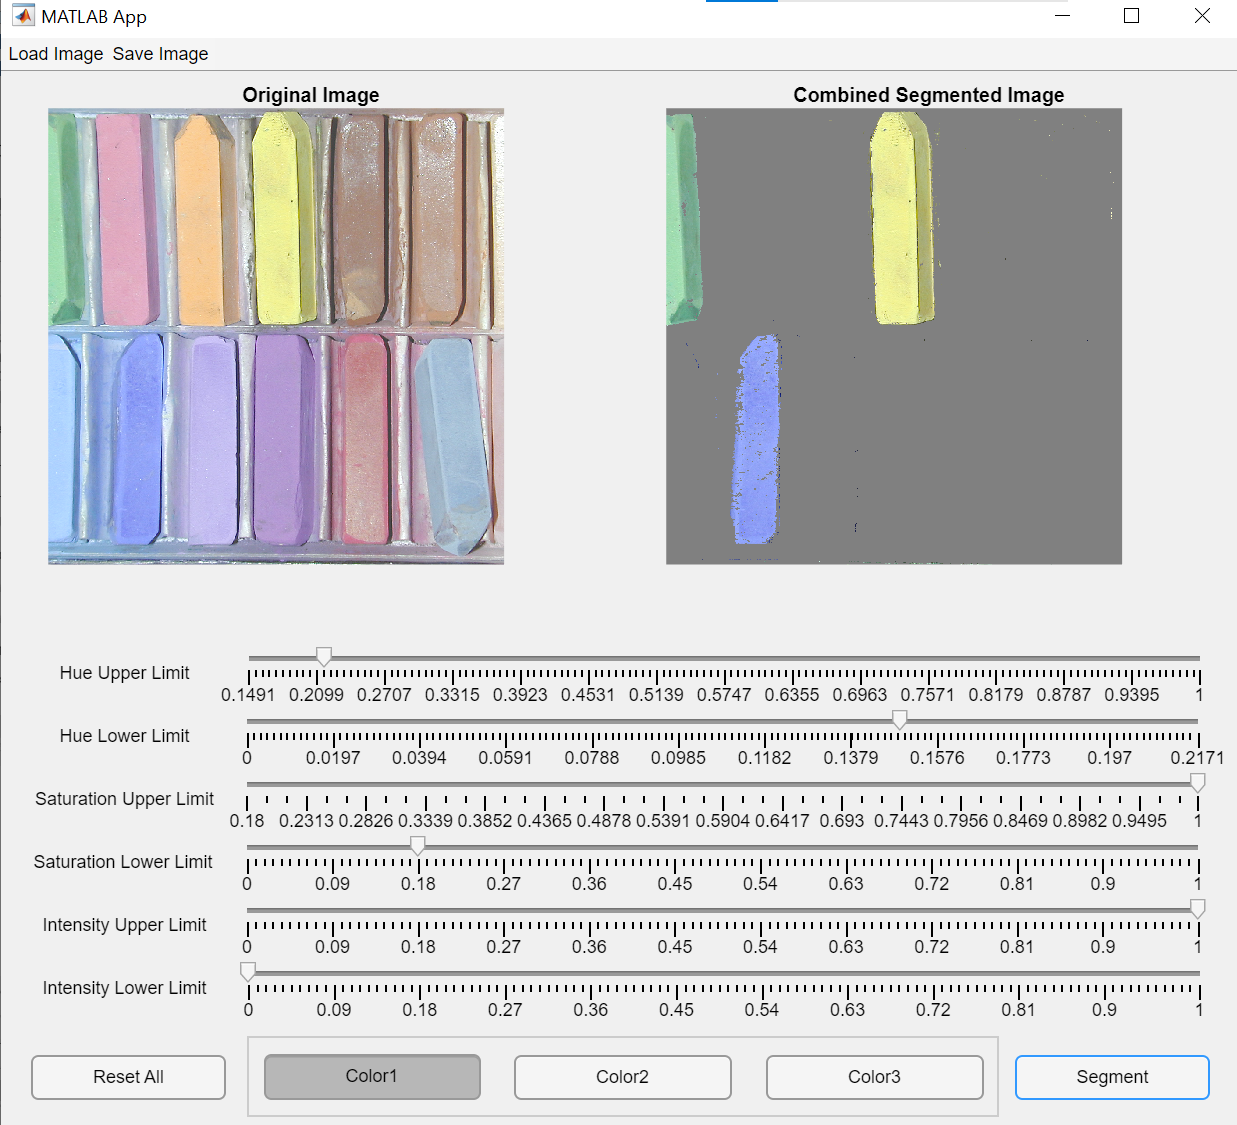 MATLAB App
Load Image Save Image
Original Image
Combined Segmented Image
Hue Upper Limit
0.1491 0.2099 0.2707 0.3315 0.3923 0.4531 0.5139 0.5747 0.6355 0.6963 0.7571 0.8179 0.8787 0.9395 1
Hue Lower Limit
0 0.0197 0.0394 0.0591 0.0788 0.0985 0.1182 0.1379 0.1576 0.1773 0.197 0.2171
Saturation Upper Limit
0.18 0.2313 0.2826 0.3339 0.3852 0.4365 0.4878 0.5391 0.5904 0.6417 0.693 0.7443 0.7956 0.8469 0.8982 0.9495 1
Saturation Lower Limit
0 0.09 0.18 0.27 0.36 0.45 0.54 0.63 0.72 0.81 0.9 1
Intensity Upper Limit
0 0.09 0.18 0.27 0.36 0.45 0.54 0.63 0.72 0.81 0.9 1
Intensity Lower Limit
0 0.09 0.18 0.27 0.36 0.45 0.54 0.63 0.72 0.81 0.9 1
Reset All
Color1
Color2
Color3
Segment